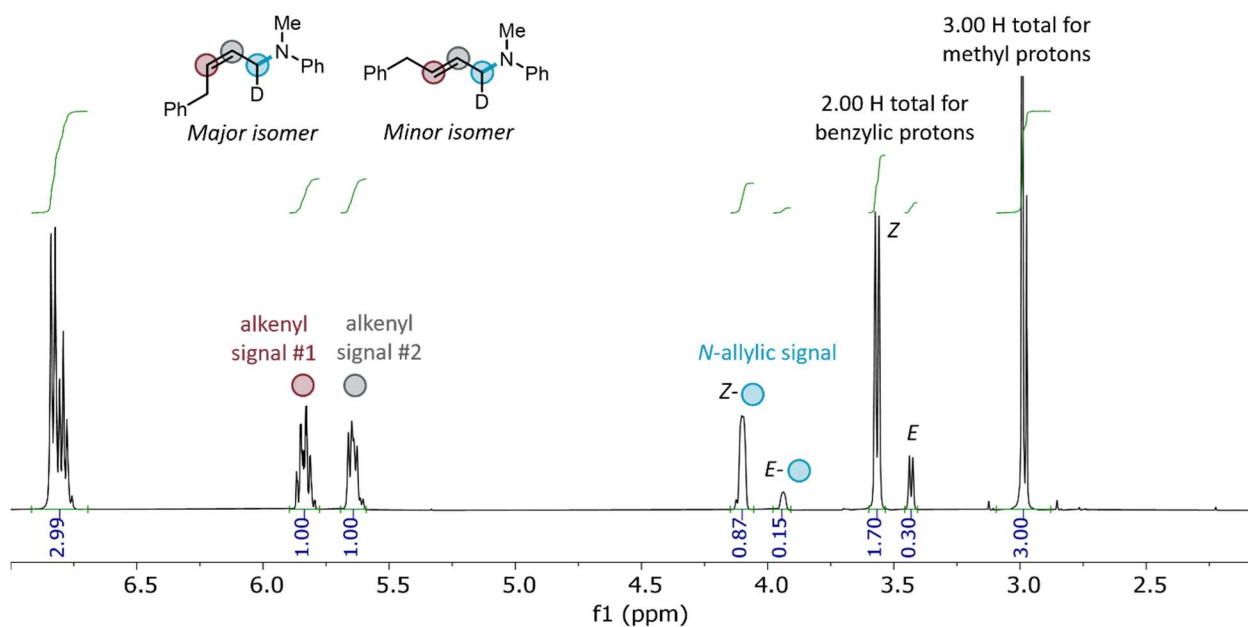 Me
N
Ph
D
Ph
Major isomer
Me
N
Ph
Ph
D
Minor isomer
3.00 H total for
methyl protons
2.00 H total for
benzylic protons
Z
alkenyl
signal #1
alkenyl
signal #2
N-allylic signal
Z-
E-
E
2.99
1.00
1.00
0.87
0.15
1.70
0.30
3.00
6.5
6.0
5.5
5.0
4.5
4.0
3.5
3.0
2.5
f1 (ppm)